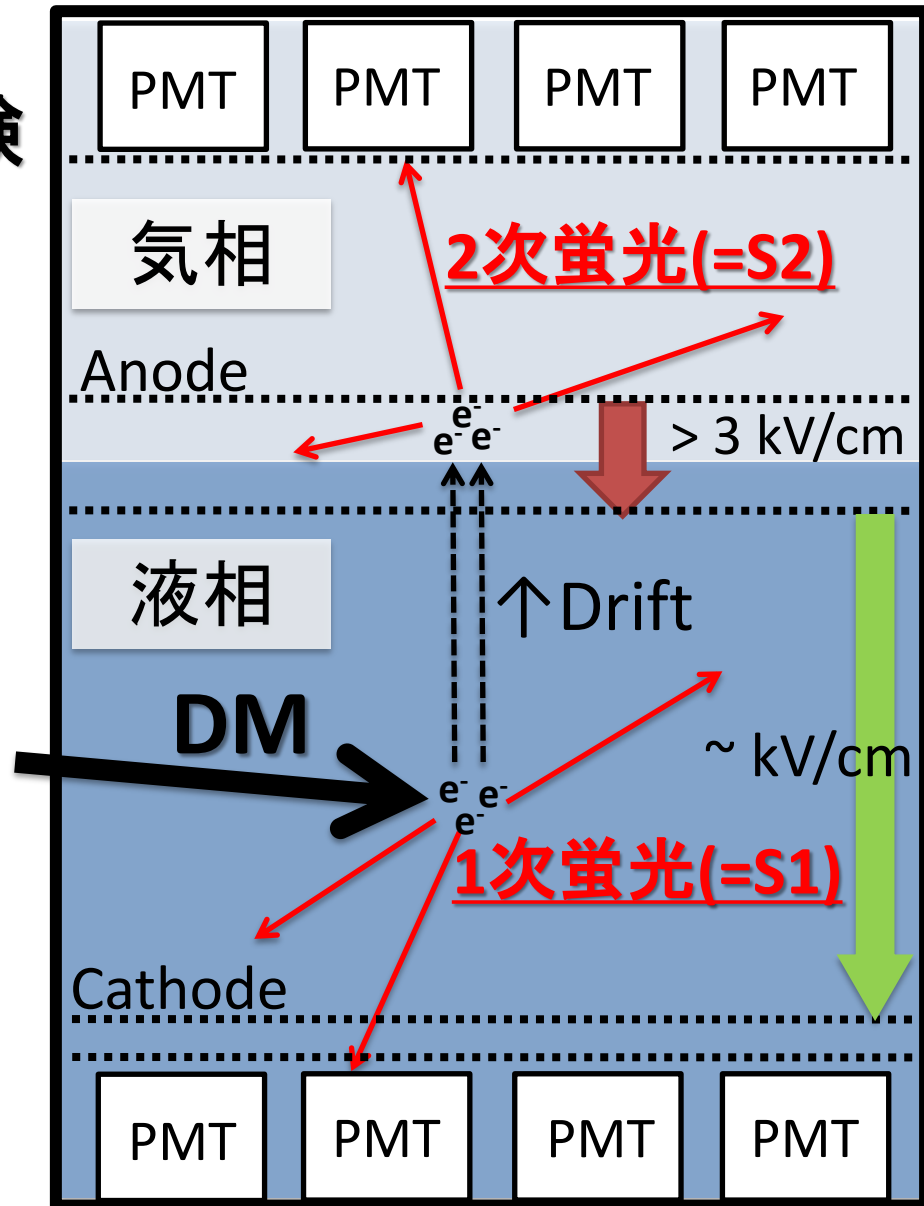 PMT PMT PMT PMT
験
気相
2次蛍光(=S2)
Anode
e⁻
e⁻ e⁻
> 3 kV/cm
液相
↑Drift
DM
~ kV/cm
e⁻ e⁻
e⁻
1次蛍光(=S1)
Cathode
PMT PMT PMT PMT